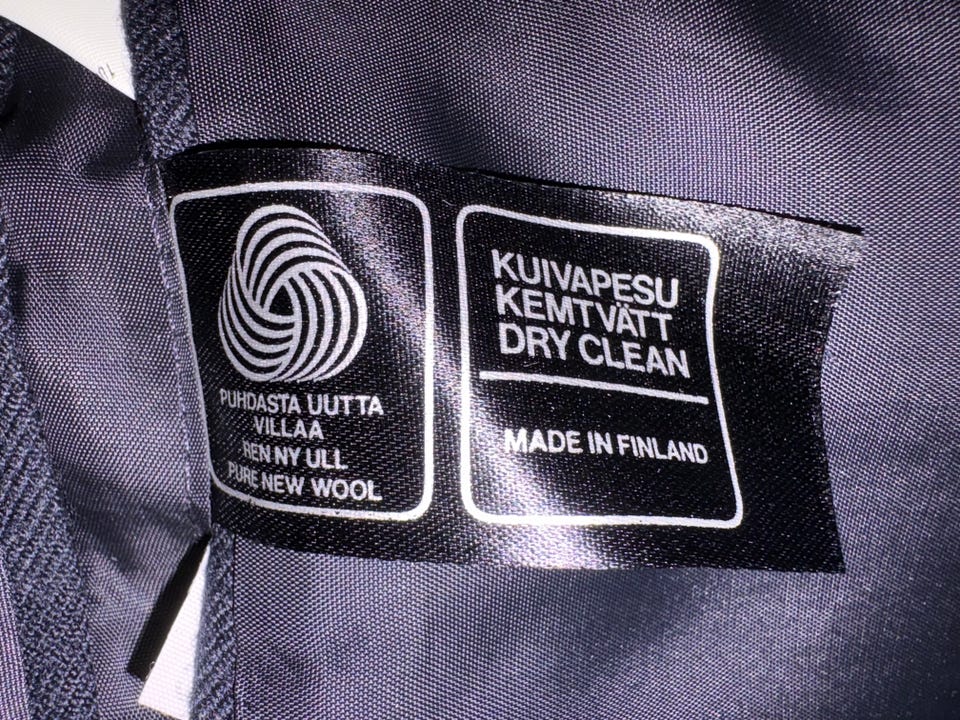 PUHDASTA UUTTA
VILLAA
REN NY ULL
PURE NEW WOOL
KUIVAPESU
KEMTVÄTT
DRY CLEAN
MADE IN FINLAND